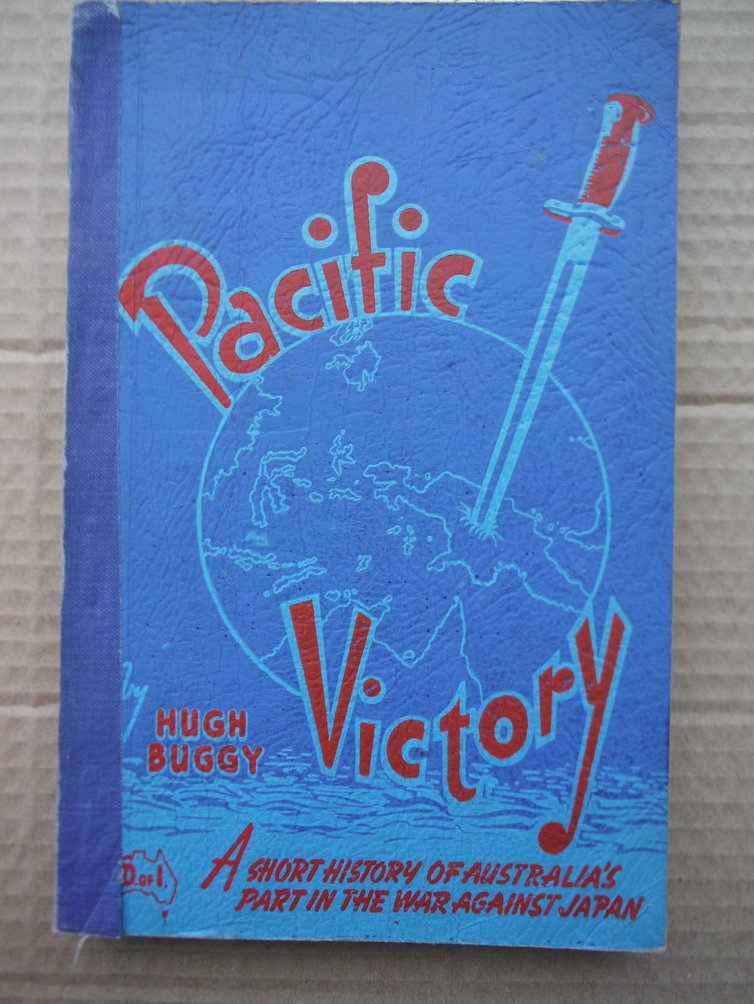 Pacific
Victory
by
HUGH
BUGGY
D. OF I.
A SHORT HISTORY OF AUSTRALIA'S
PART IN THE WAR AGAINST JAPAN